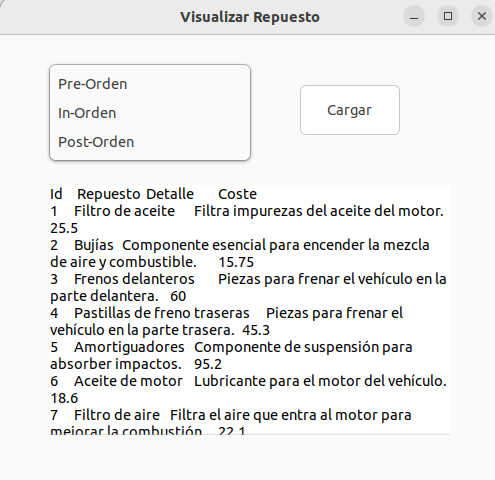 Visualizar Repuesto
Pre-Orden
In-Orden
Post-Orden
Cargar
Id Repuesto Detalle Coste
1 Filtro de aceite Filtra impurezas del aceite del motor.
25.5
2 Bujías Componente esencial para encender la mezcla
de aire y combustible. 15.75
3 Frenos delanteros Piezas para frenar el vehículo en la
parte delantera. 60
4 Pastillas de freno traseras Piezas para frenar el
vehículo en la parte trasera. 45.3
5 Amortiguadores Componente de suspensión para
absorber impactos. 95.2
6 Aceite de motor Lubricante para el motor del vehículo.
18.6
7 Filtro de aire Filtra el aire que entra al motor para
mejorar la combustión. 22.1